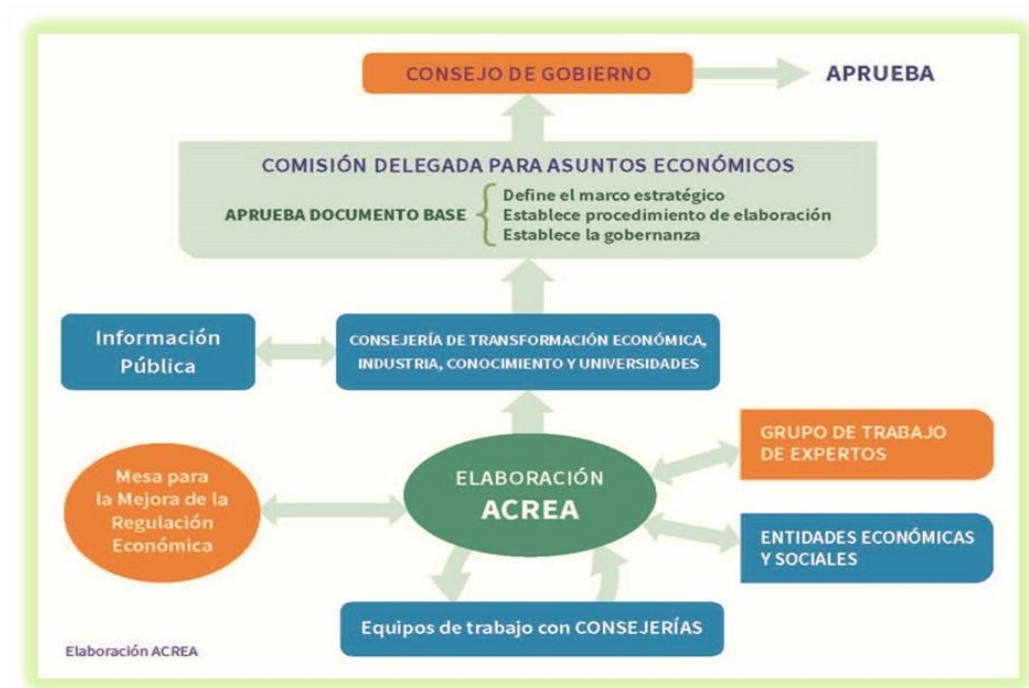 CONSEJO DE GOBIERNO
APRUEBA
COMISIÓN DELEGADA PARA ASUNTOS ECONÓMICOS
APRUEBA DOCUMENTO BASE
Define el marco estratégico
Establece procedimiento de elaboración
Establece la gobernanza
Información
Pública
CONSEJERÍA DE TRANSFORMACIÓN ECONÓMICA,
INDUSTRIA, CONOCIMIENTO Y UNIVERSIDADES
Mesa para
la Mejora de la
Regulación
Económica
ELABORACIÓN
ACREA
GRUPO DE TRABAJO
DE EXPERTOS
ENTIDADES ECONÓMICAS
Y SOCIALES
Equipos de trabajo con CONSEJERÍAS
Elaboración ACREA